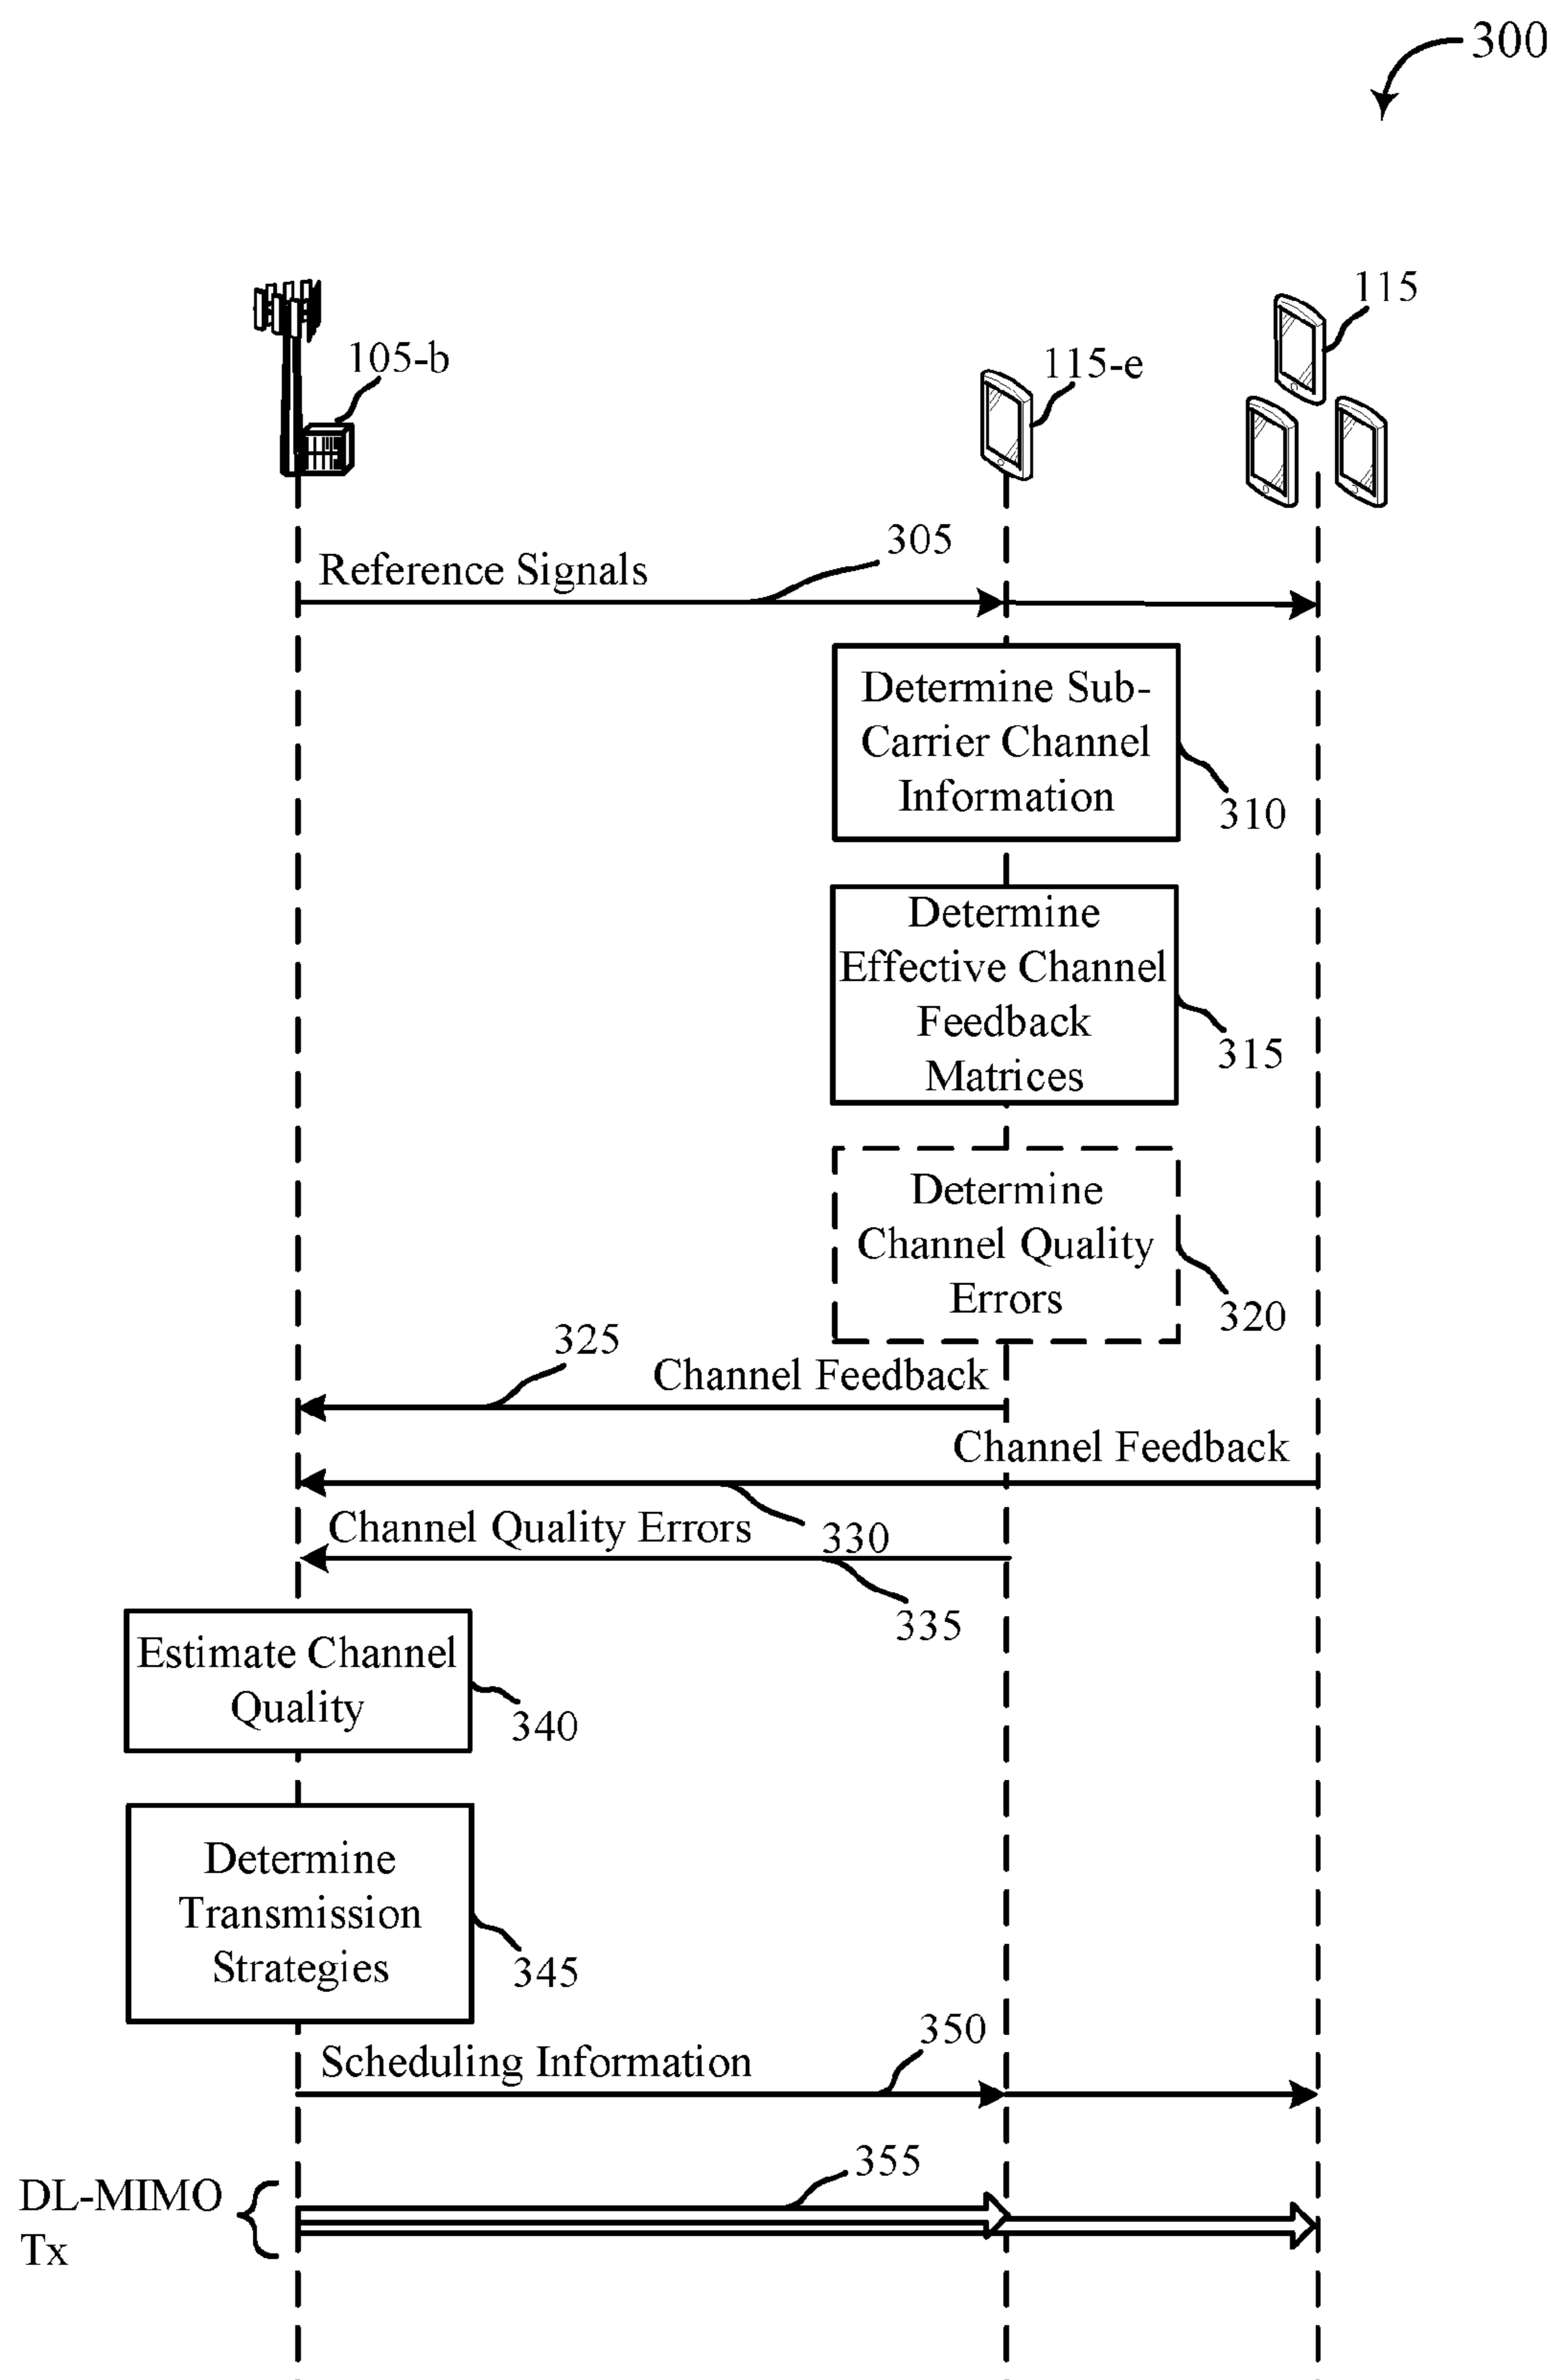 300
115
105-b
115-e
305
Reference Signals
Determine Sub-
Carrier Channel
Information
310
Determine
Effective Channel
Feedback
Matrices
315
Determine
Channel Quality
Errors
320
325
Channel Feedback
Channel Feedback
Channel Quality Errors
330
335
Estimate Channel
Quality
340
Determine
Transmission
Strategies
345
350
Scheduling Information
355
DL-MIMO
Tx